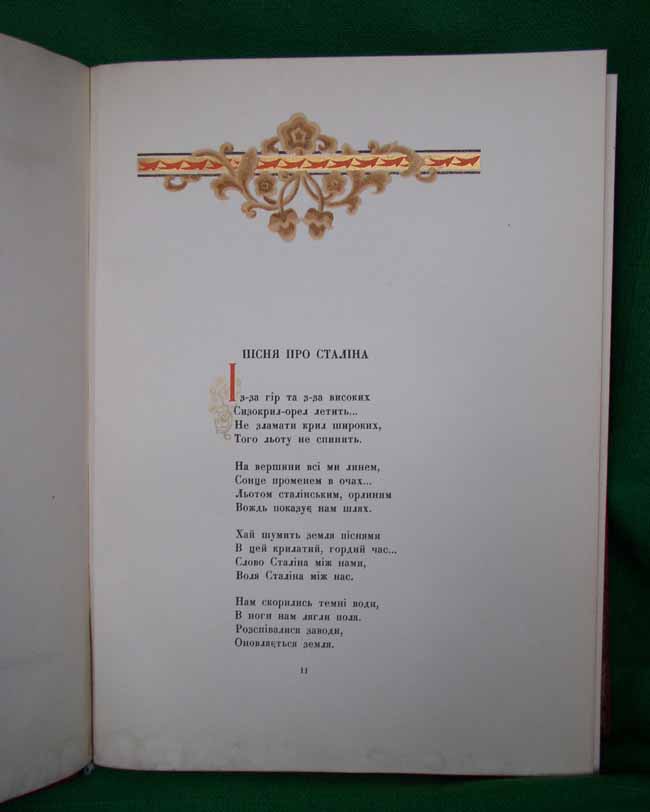 ПІСНЯ ПРО СТАЛІНА
Із-за гір та з-за високих
Сизокрил-орел летить...
Не зламати крил широких,
Того льоту не спинить.
На вершини всі ми линем,
Сонце променем в очах...
Льотом сталінським, орлиним
Вождь показує нам шлях.
Хай шумить земля піснями
В цей крилатий, гордий час...
Слово Сталіна між нами,
Воля Сталіна між нас.
Нам скорились темні води,
В ноги нам лягли поля.
Розспівалися заводи,
Оновляється земля.
11